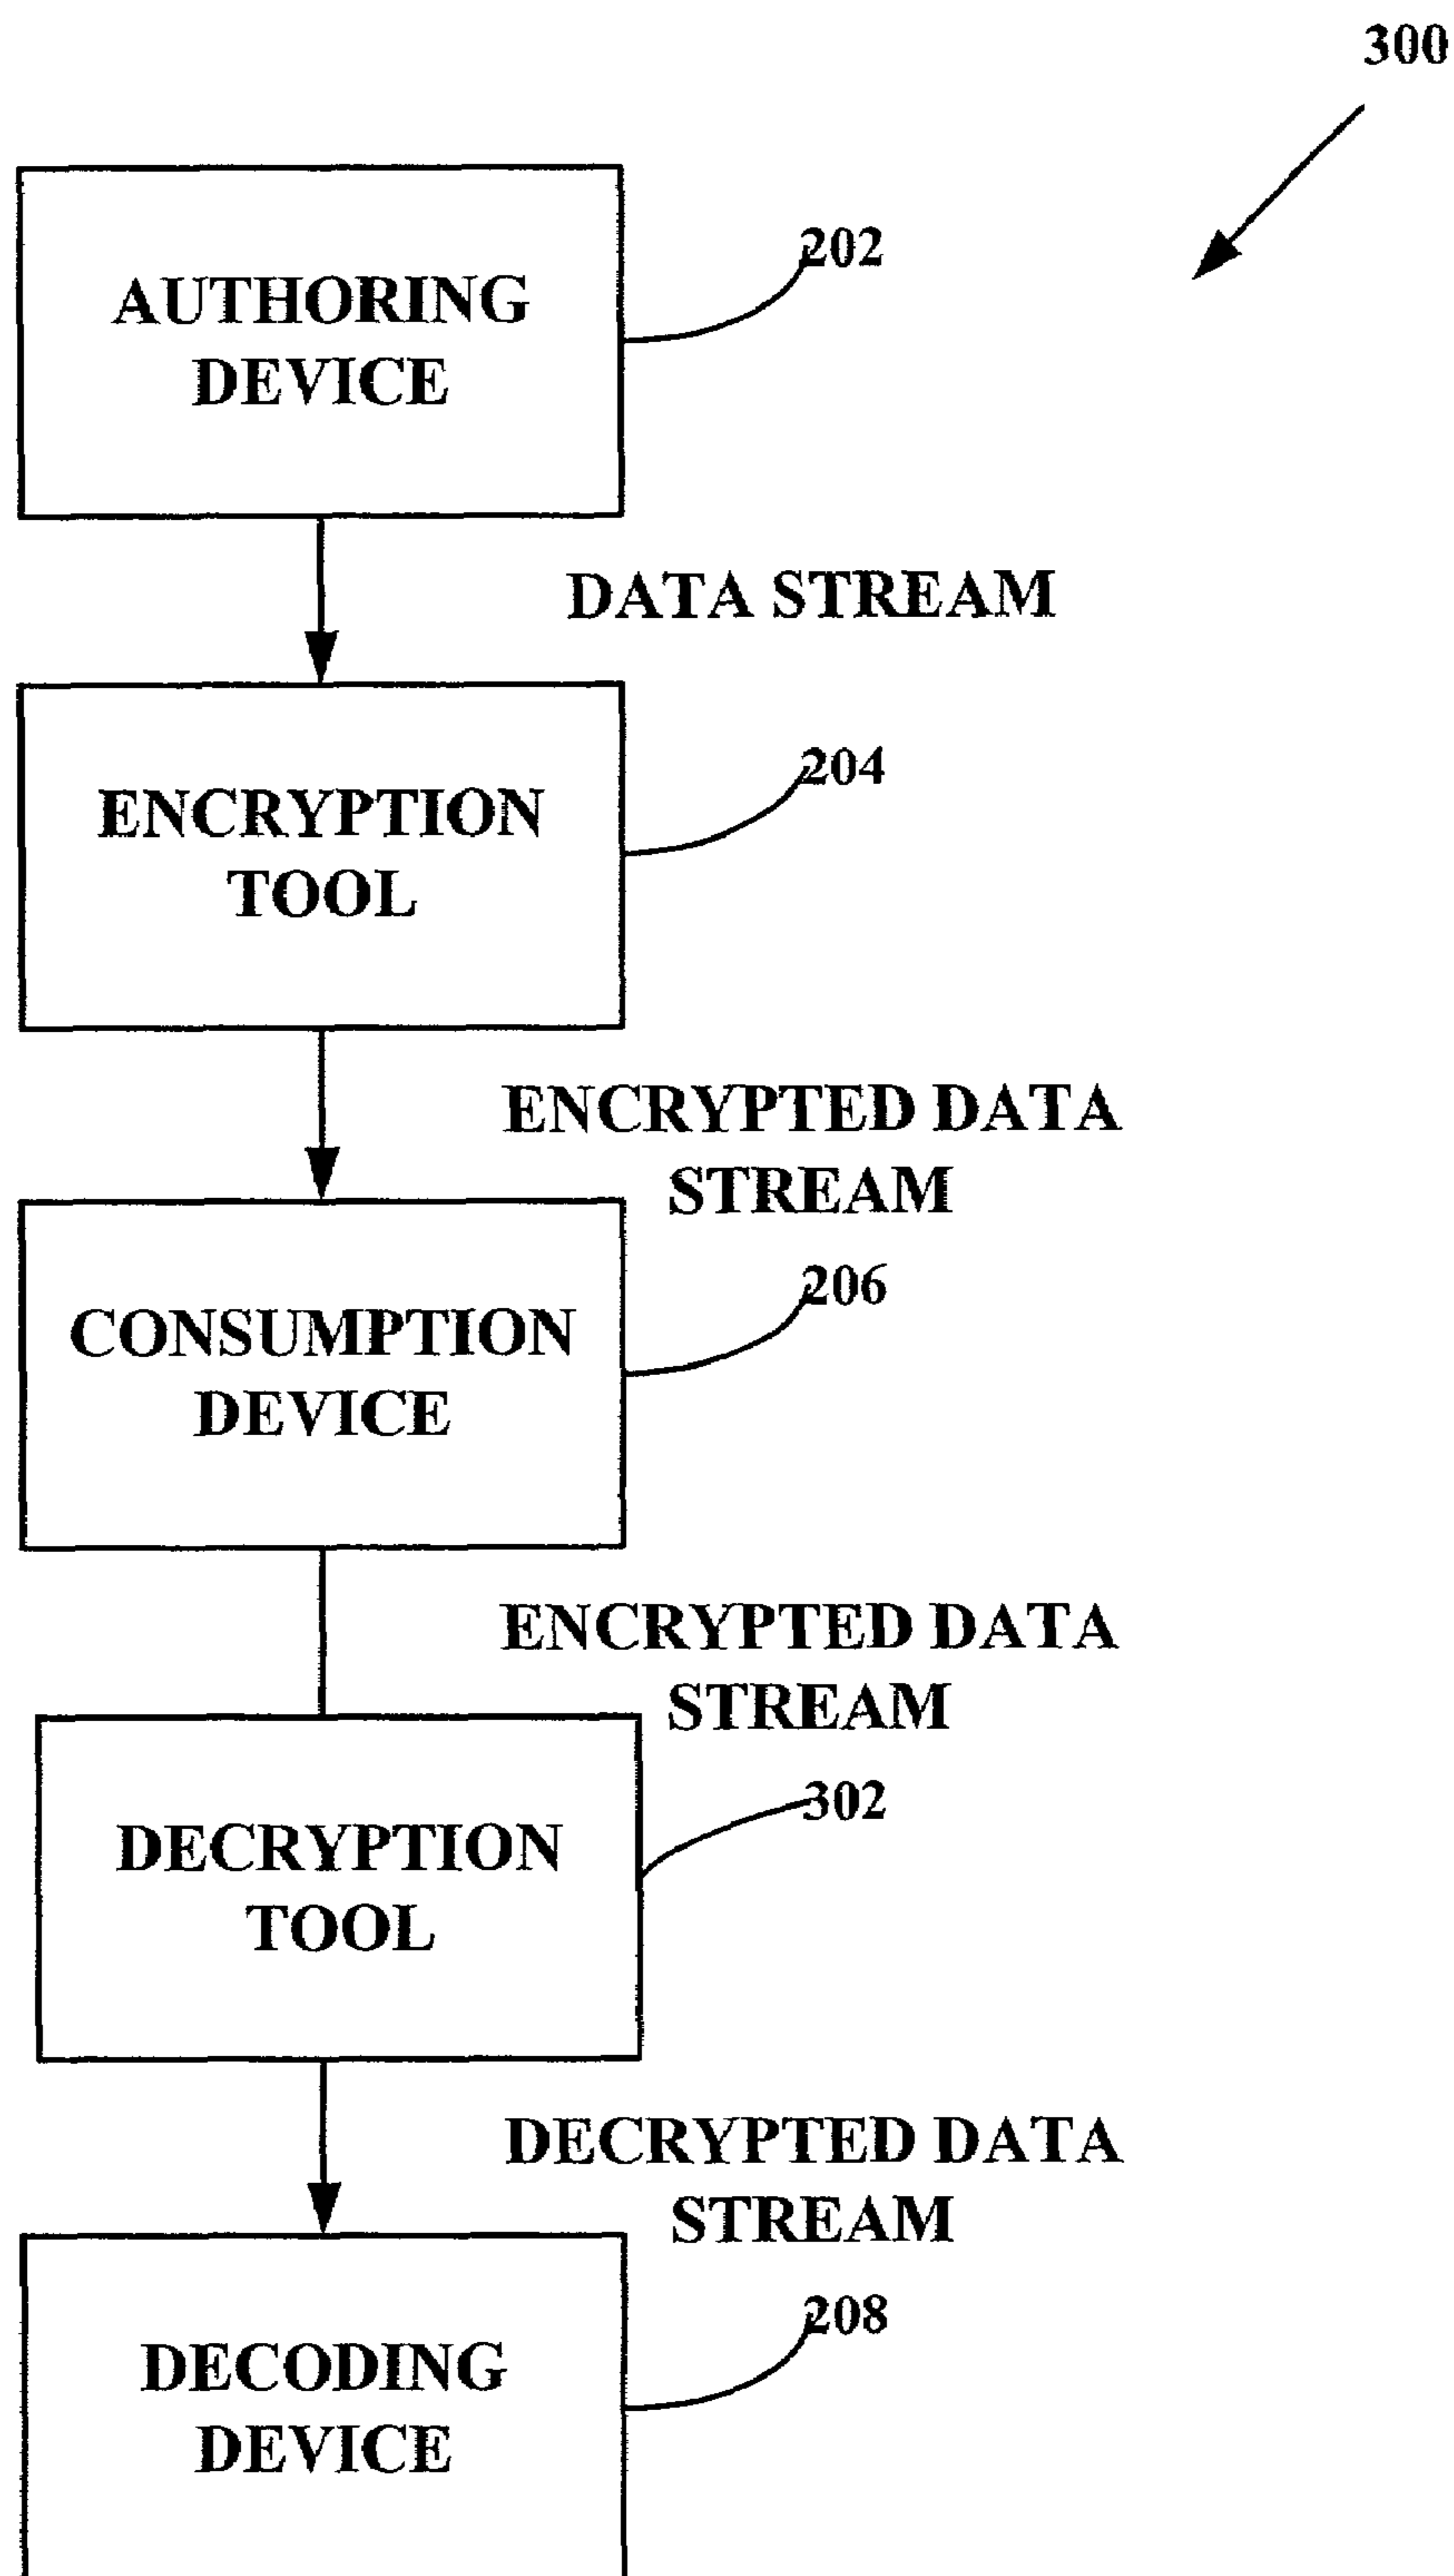 300
202
AUTHORING
DEVICE
DATA STREAM
204
ENCRYPTION
TOOL
ENCRYPTED DATA
STREAM
206
CONSUMPTION
DEVICE
ENCRYPTED DATA
STREAM
302
DECRYPTION
TOOL
DECRYPTED DATA
STREAM
208
DECODING
DEVICE